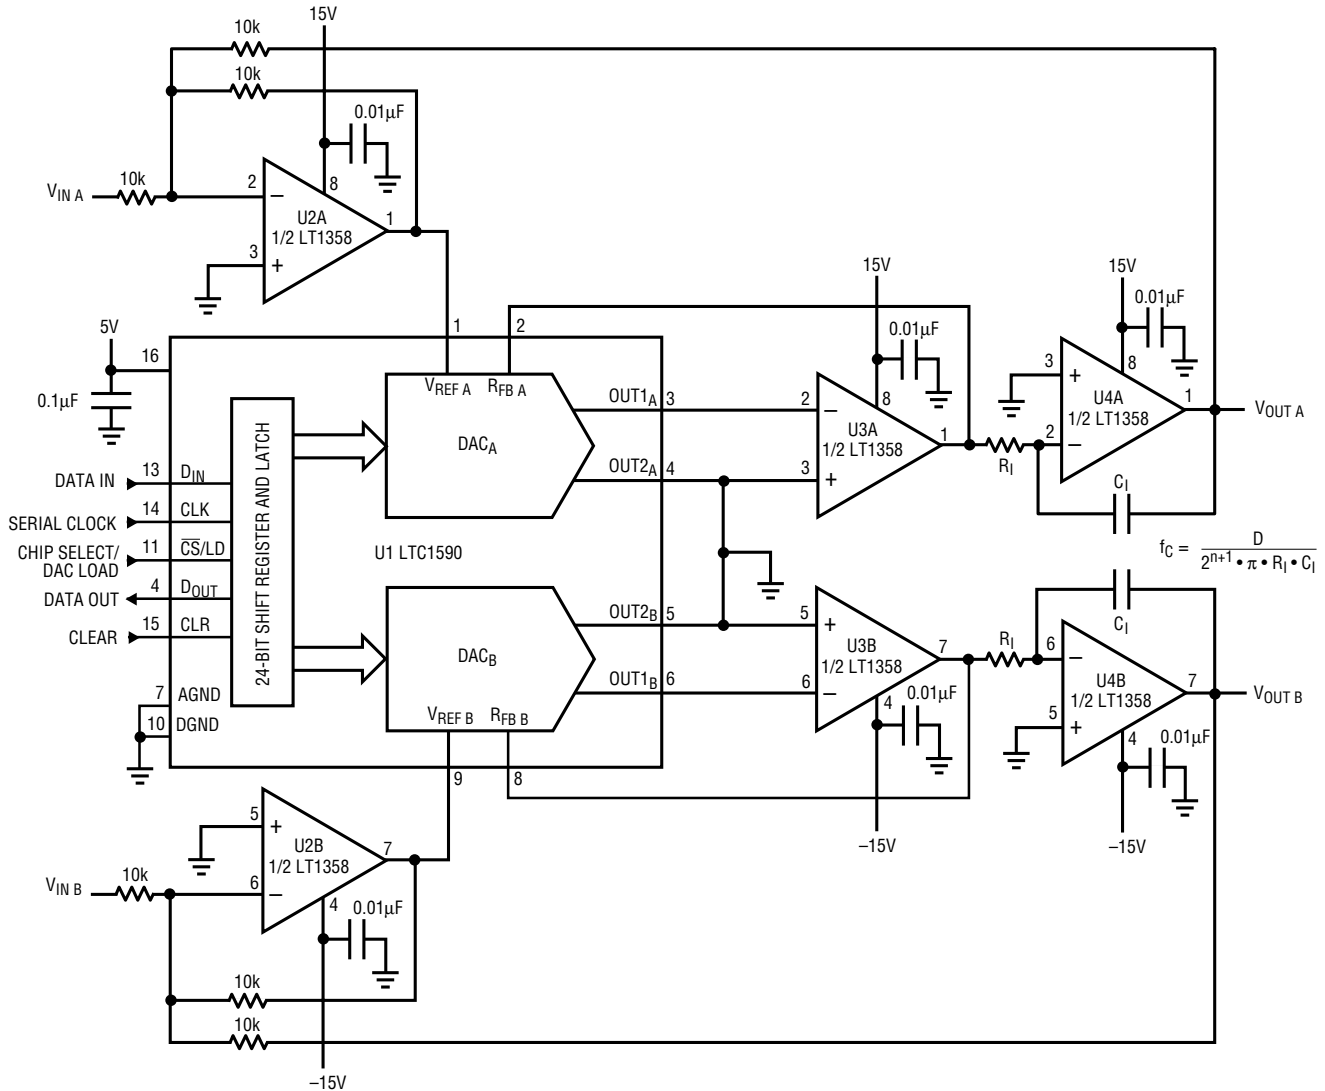 10k
15V
10k
0.01µF
V_IN A
10k
2
8
−
U2A
1/2 LT1358
1
3
+
15V
15V
0.01µF
0.01µF
5V
16
1
2
0.1µF
V_REF A
R_FB A
OUT1_A
3
2
−
8
3
+
8
U4A
1/2 LT1358
1
V_OUT A
DAC_A
U3A
1/2 LT1358
1
2
−
R_I
OUT2_A
4
3
+
C_I
24-BIT SHIFT REGISTER AND LATCH
DATA IN
13
D_IN
SERIAL CLOCK
14
CLK
CHIP SELECT/
DAC LOAD
11
C̅S̅/LD
U1 LTC1590
f_C = D / 2^n+1 • π • R_I • C_I
DATA OUT
4
D_OUT
CLEAR
15
CLR
OUT2_B
5
5
+
C_I
DAC_B
U3B
1/2 LT1358
7
R_I
6
−
OUT1_B
6
6
−
U4B
1/2 LT1358
7
V_OUT B
7
AGND
10
DGND
V_REF B
R_FB B
4
0.01µF
5
+
4
0.01µF
9
8
−15V
−15V
5
+
U2B
1/2 LT1358
7
V_IN B
10k
6
−
4
0.01µF
10k
10k
−15V